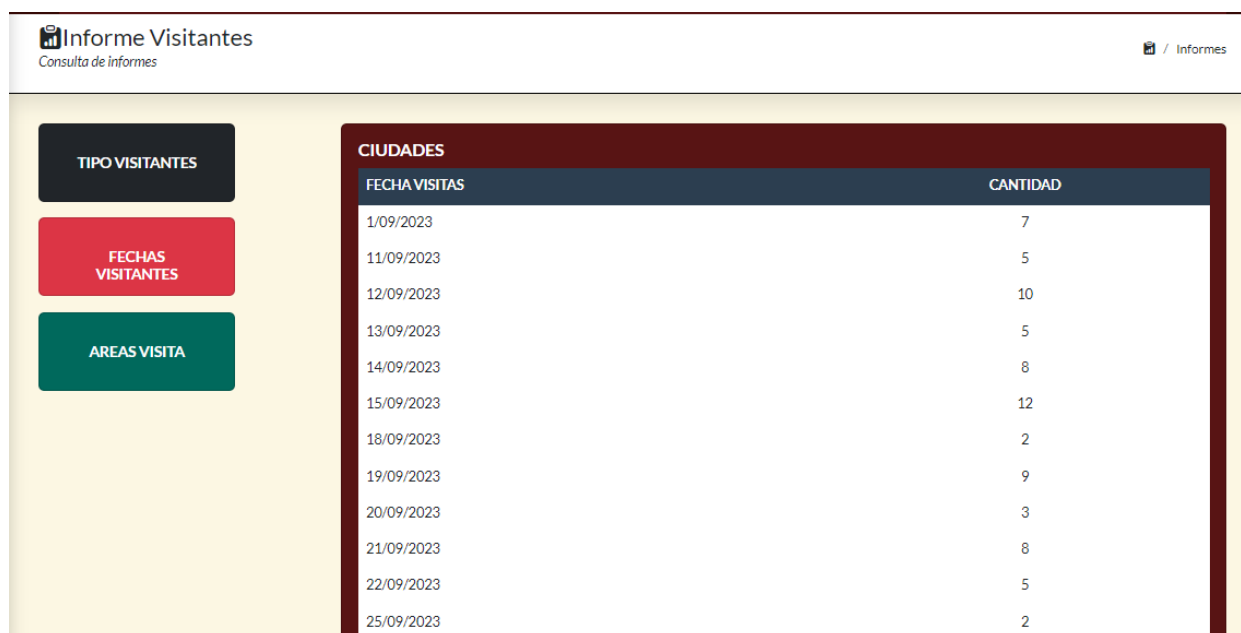 Informe Visitantes
Consulta de informes
/ Informes
TIPO VISITANTES
FECHAS
VISITANTES
AREAS VISITA
CIUDADES
FECHA VISITAS CANTIDAD
1/09/2023 7
11/09/2023 5
12/09/2023 10
13/09/2023 5
14/09/2023 8
15/09/2023 12
18/09/2023 2
19/09/2023 9
20/09/2023 3
21/09/2023 8
22/09/2023 5
25/09/2023 2